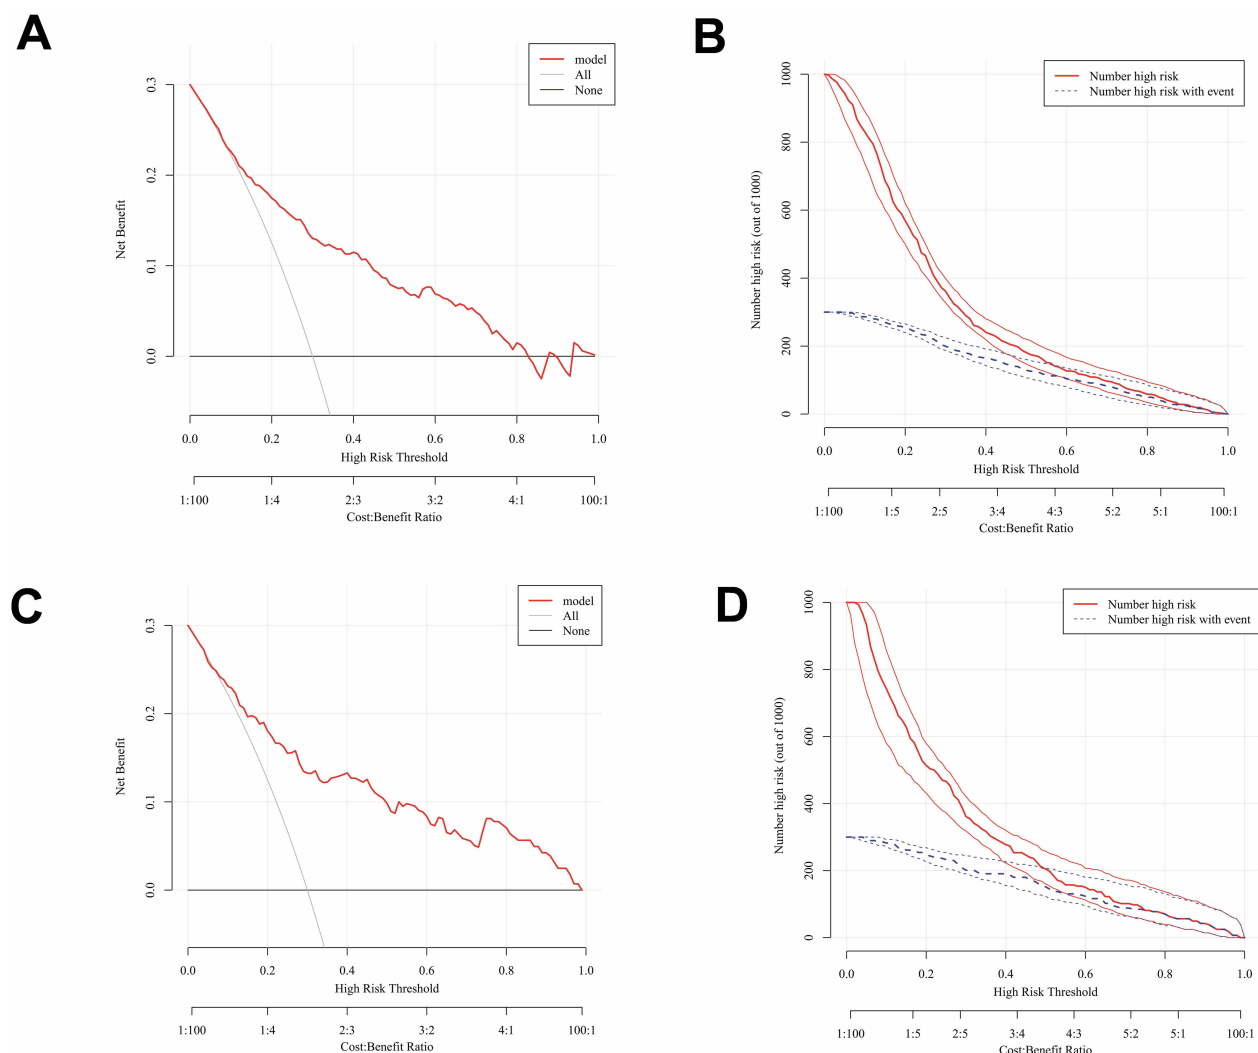 A
model
All
None
Net Benefit
0.3
0.2
0.1
0.0
0.0 0.2 0.4 0.6 0.8 1.0
High Risk Threshold
1:100 1:4 2:3 3:2 4:1 100:1
Cost:Benefit Ratio
B
Number high risk
Number high risk with event
Number high risk (out of 1000)
1000
800
600
400
200
0
0.0 0.2 0.4 0.6 0.8 1.0
High Risk Threshold
1:100 1:5 2:5 3:4 4:3 5:2 5:1 100:1
Cost:Benefit Ratio
C
model
All
None
Net Benefit
0.3
0.2
0.1
0.0
0.0 0.2 0.4 0.6 0.8 1.0
High Risk Threshold
1:100 1:4 2:3 3:2 4:1 100:1
Cost:Benefit Ratio
D
Number high risk
Number high risk with event
Number high risk (out of 1000)
1000
800
600
400
200
0
0.0 0.2 0.4 0.6 0.8 1.0
High Risk Threshold
1:100 1:5 2:5 3:4 4:3 5:2 5:1 100:1
Cost:Benefit Ratio